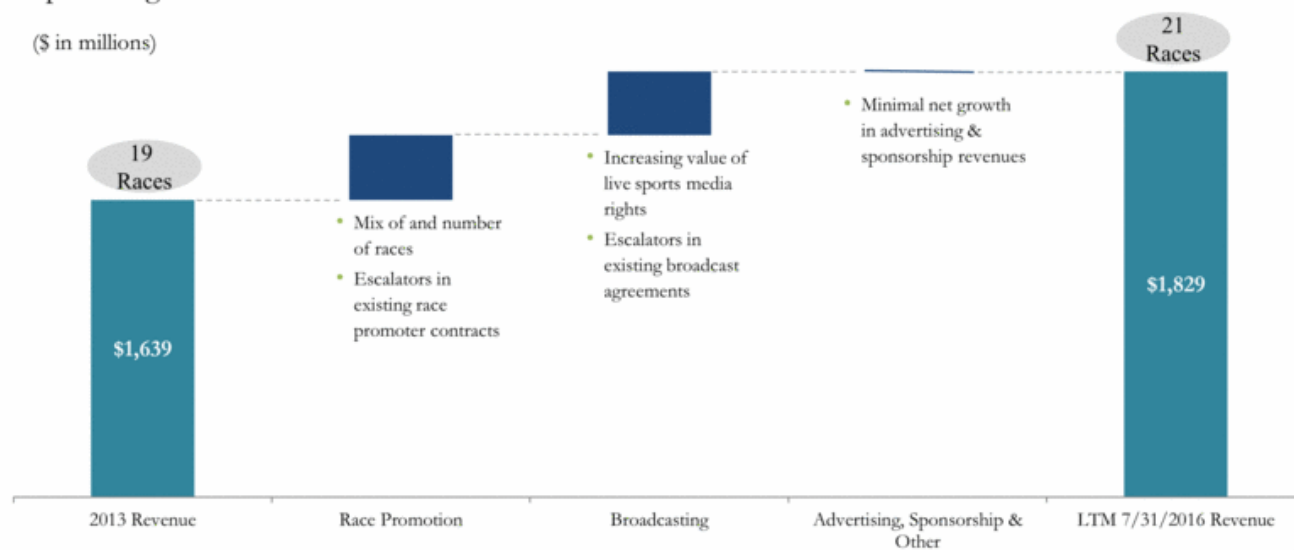 ($ in millions)
21
Races
19
Races
• Mix of and number
of races
• Escalators in
existing race
promoter contracts
• Increasing value of
live sports media
rights
• Escalators in
existing broadcast
agreements
• Minimal net growth
in advertising &
sponsorship revenues
$1,639
$1,829
2013 Revenue
Race Promotion
Broadcasting
Advertising, Sponsorship &
Other
LTM 7/31/2016 Revenue